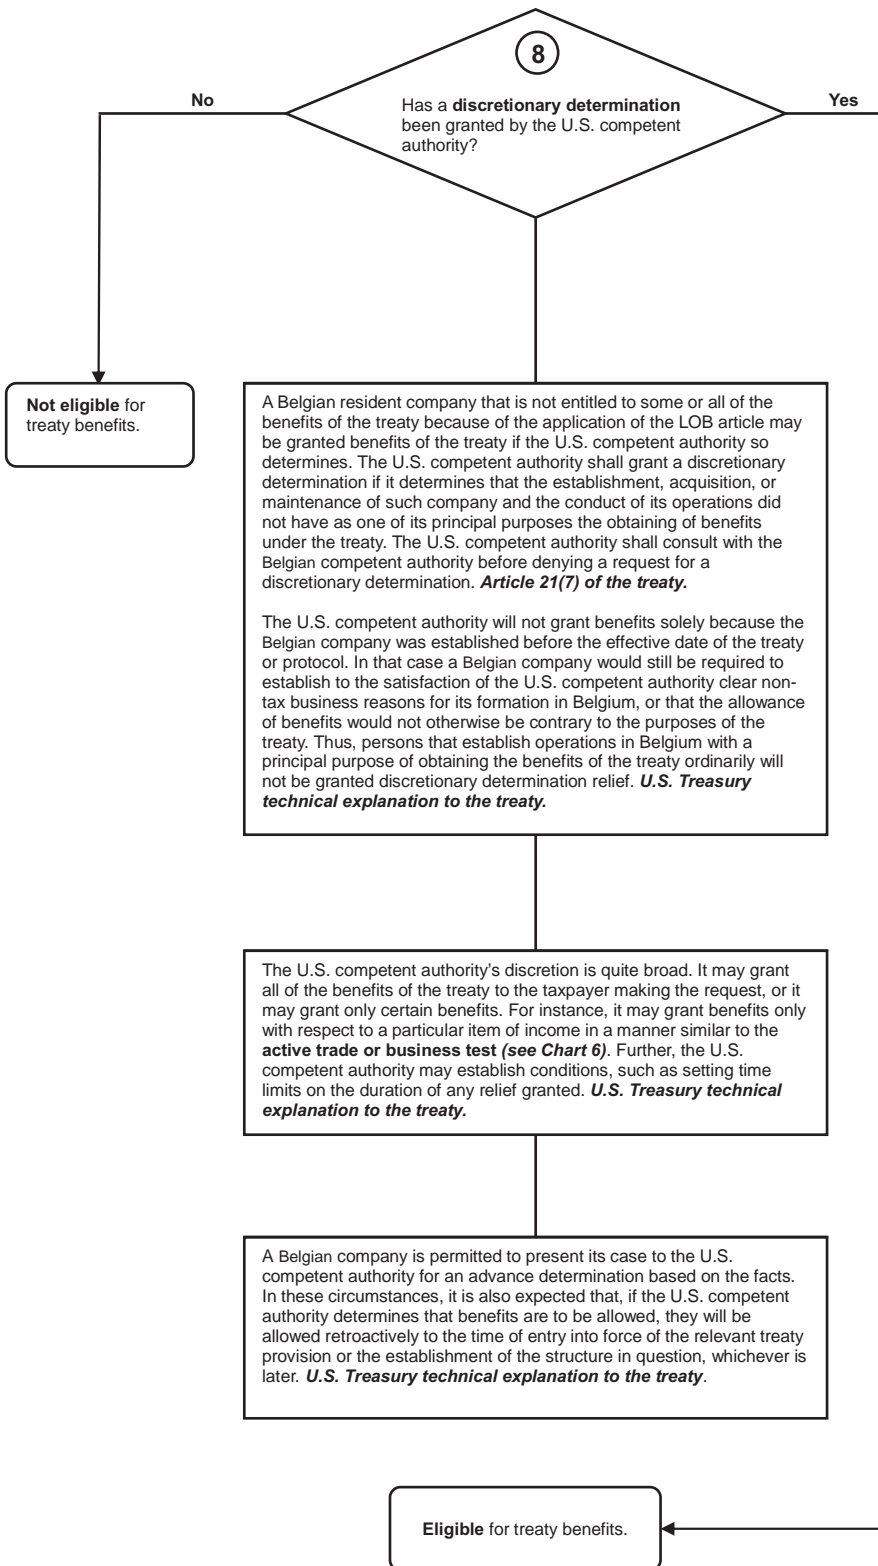 8
No
Has a discretionary determination
been granted by the U.S. competent
authority?
Yes
Not eligible for
treaty benefits.
A Belgian resident company that is not entitled to some or all of the
benefits of the treaty because of the application of the LOB article may
be granted benefits of the treaty if the U.S. competent authority so
determines. The U.S. competent authority shall grant a discretionary
determination if it determines that the establishment, acquisition, or
maintenance of such company and the conduct of its operations did
not have as one of its principal purposes the obtaining of benefits
under the treaty. The U.S. competent authority shall consult with the
Belgian competent authority before denying a request for a
discretionary determination. Article 21(7) of the treaty.
The U.S. competent authority will not grant benefits solely because the
Belgian company was established before the effective date of the treaty
or protocol. In that case a Belgian company would still be required to
establish to the satisfaction of the U.S. competent authority clear non-
tax business reasons for its formation in Belgium, or that the allowance
of benefits would not otherwise be contrary to the purposes of the
treaty. Thus, persons that establish operations in Belgium with a
principal purpose of obtaining the benefits of the treaty ordinarily will
not be granted discretionary determination relief. U.S. Treasury
technical explanation to the treaty.
The U.S. competent authority's discretion is quite broad. It may grant
all of the benefits of the treaty to the taxpayer making the request, or it
may grant only certain benefits. For instance, it may grant benefits only
with respect to a particular item of income in a manner similar to the
active trade or business test (see Chart 6). Further, the U.S.
competent authority may establish conditions, such as setting time
limits on the duration of any relief granted. U.S. Treasury technical
explanation to the treaty.
A Belgian company is permitted to present its case to the U.S.
competent authority for an advance determination based on the facts.
In these circumstances, it is also expected that, if the U.S. competent
authority determines that benefits are to be allowed, they will be
allowed retroactively to the time of entry into force of the relevant treaty
provision or the establishment of the structure in question, whichever is
later. U.S. Treasury technical explanation to the treaty.
Eligible for treaty benefits.